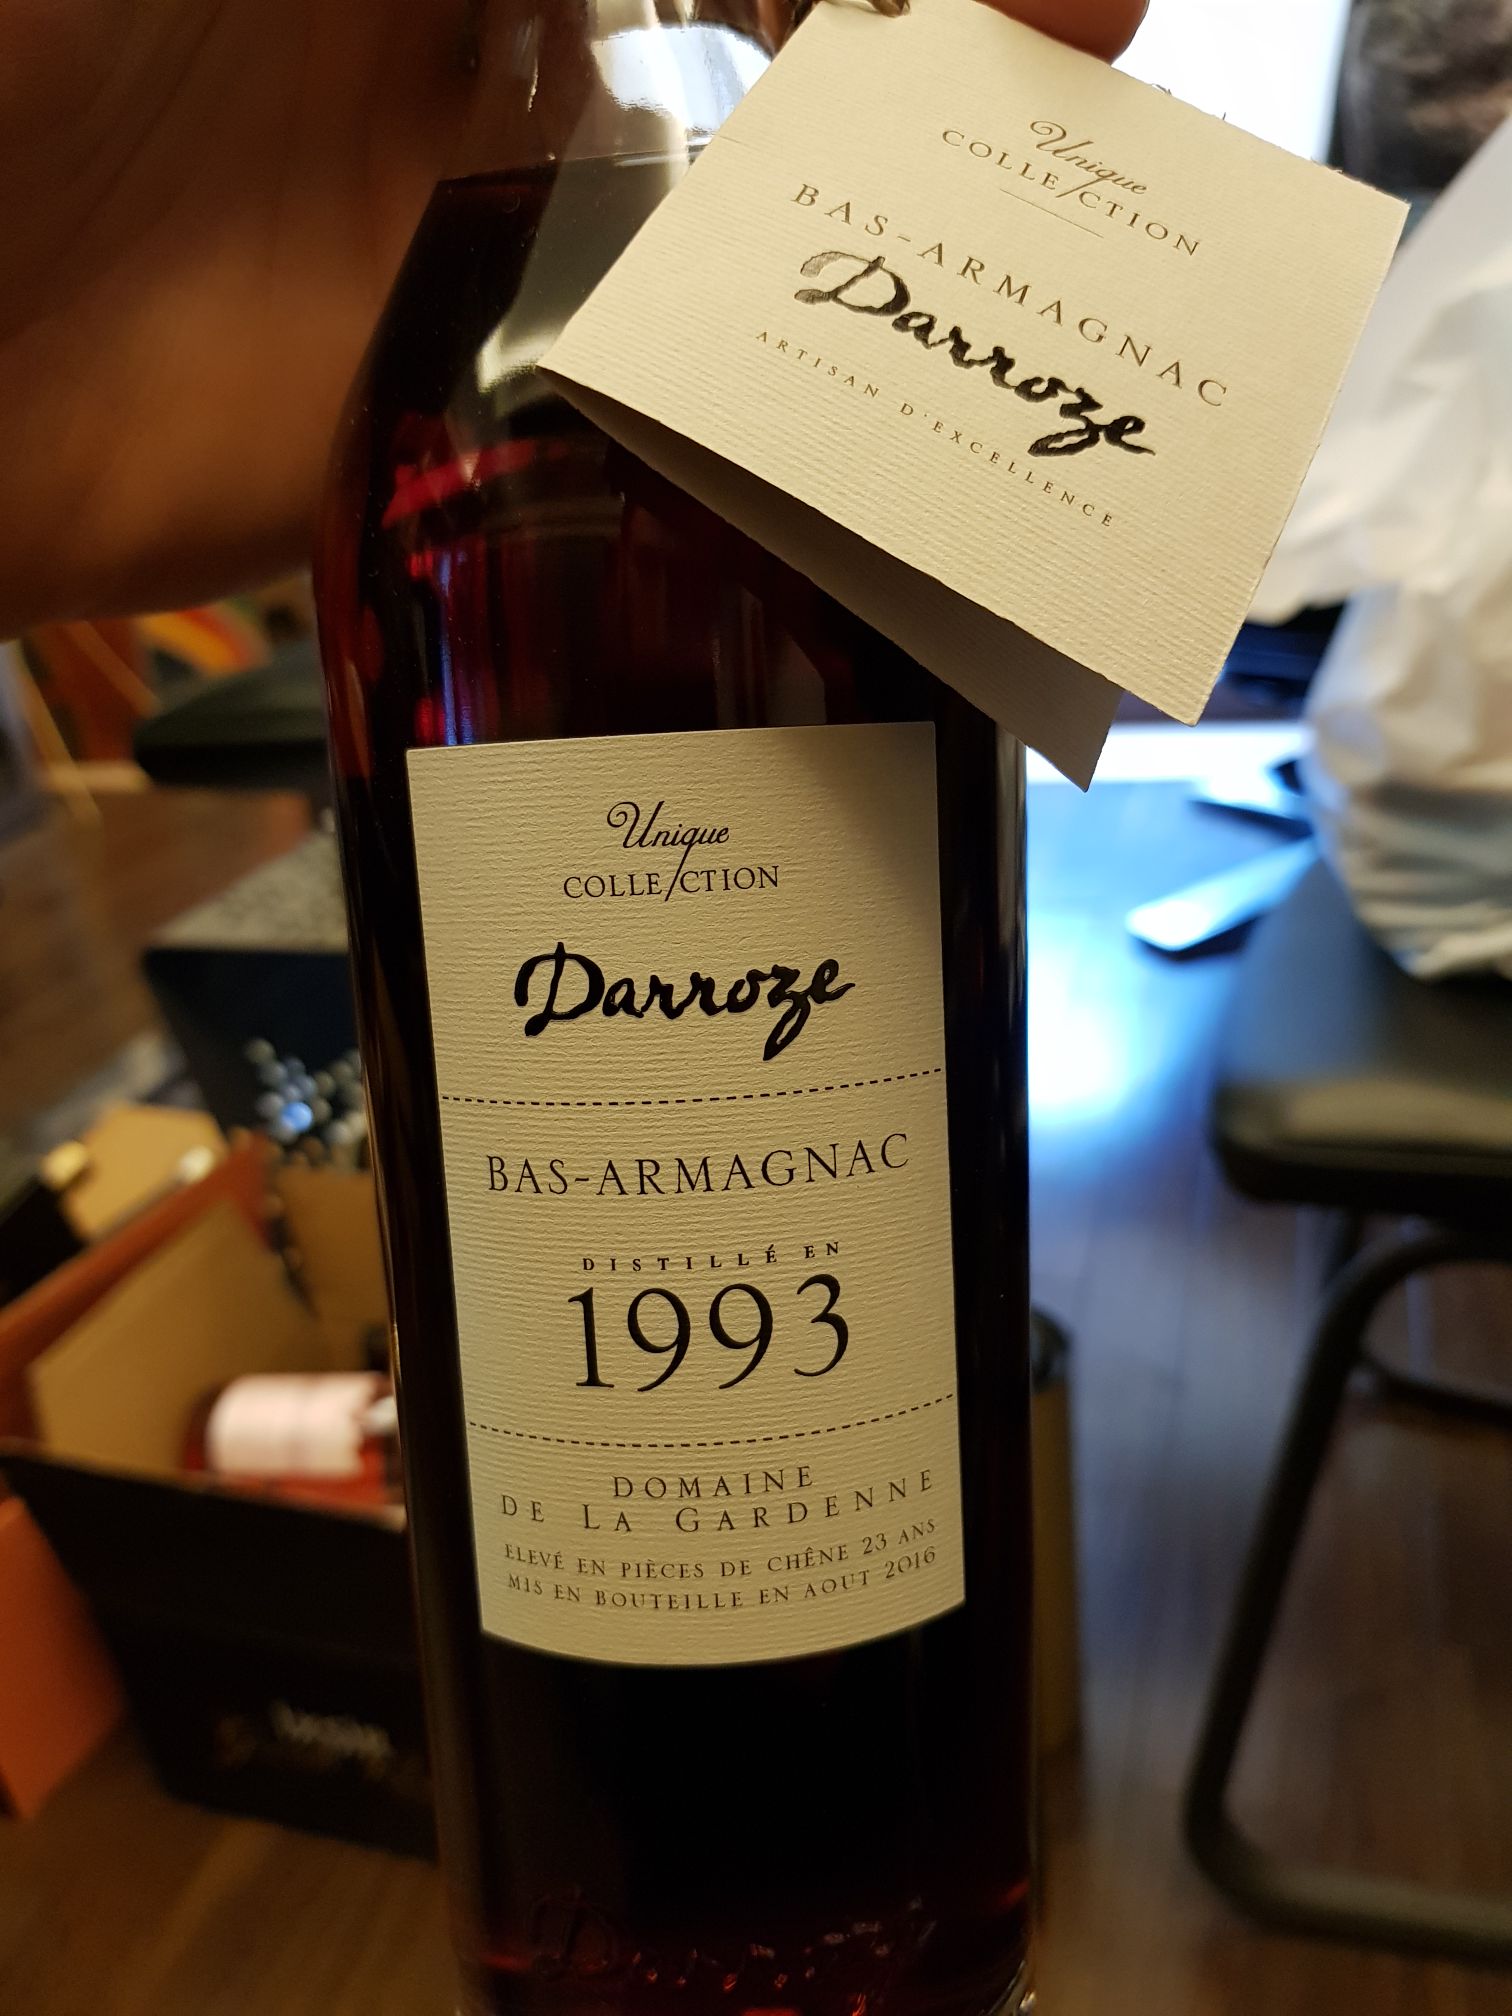 Unique
COLLECTION
BAS-ARMAGNAC
Darroze
ARTISAN D'EXCELLENCE
Unique
COLLECTION
Darroze
BAS-ARMAGNAC
DISTILLÉ EN
1993
DOMAINE
DE LA GARDENNE
ELEVÉ EN PIÈCES DE CHÊNE 23 ANS
MIS EN BOUTEILLE EN AOUT 2016